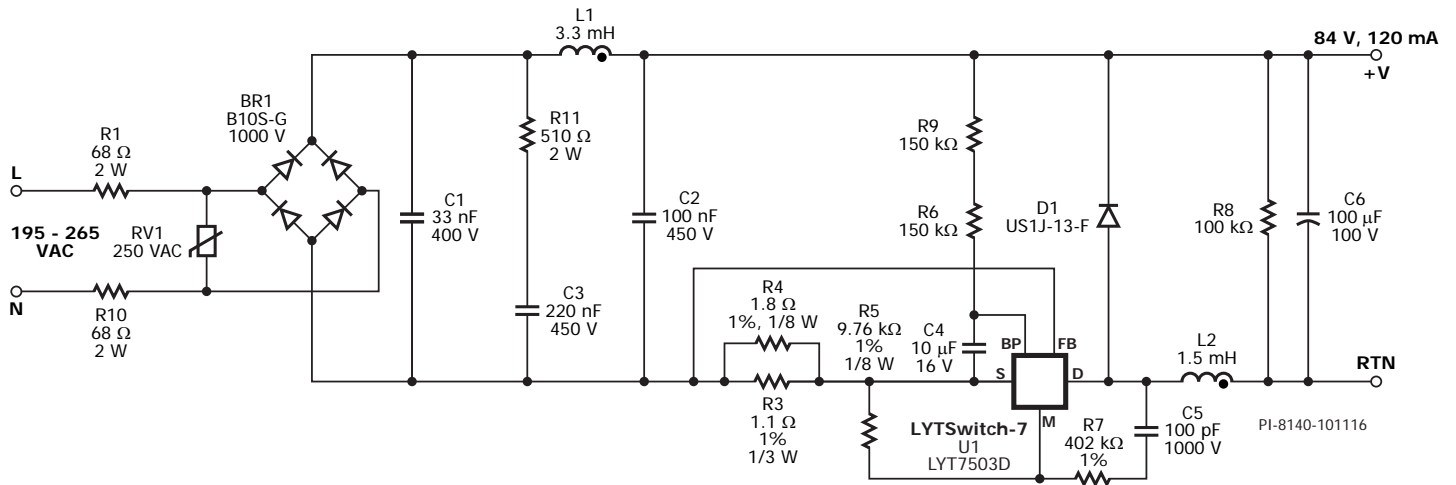 L1
3.3 mH
84 V, 120 mA
+V
BR1
B10S-G
1000 V
R1
68 Ω
2 W
L
R11
510 Ω
2 W
R9
150 kΩ
C1
33 nF
400 V
C2
100 nF
450 V
R6
150 kΩ
D1
US1J-13-F
R8
100 kΩ
C6
100 µF
100 V
195 - 265
VAC
RV1
250 VAC
N
R10
68 Ω
2 W
C3
220 nF
450 V
R4
1.8 Ω
1%, 1/8 W
R5
9.76 kΩ
1%
1/8 W
C4
10 µF
16 V
BP
FB
S
D
M
L2
1.5 mH
RTN
R3
1.1 Ω
1%
1/3 W
LYTSwitch-7
U1
LYT7503D
R7
402 kΩ
1%
C5
100 pF
1000 V
PI-8140-101116